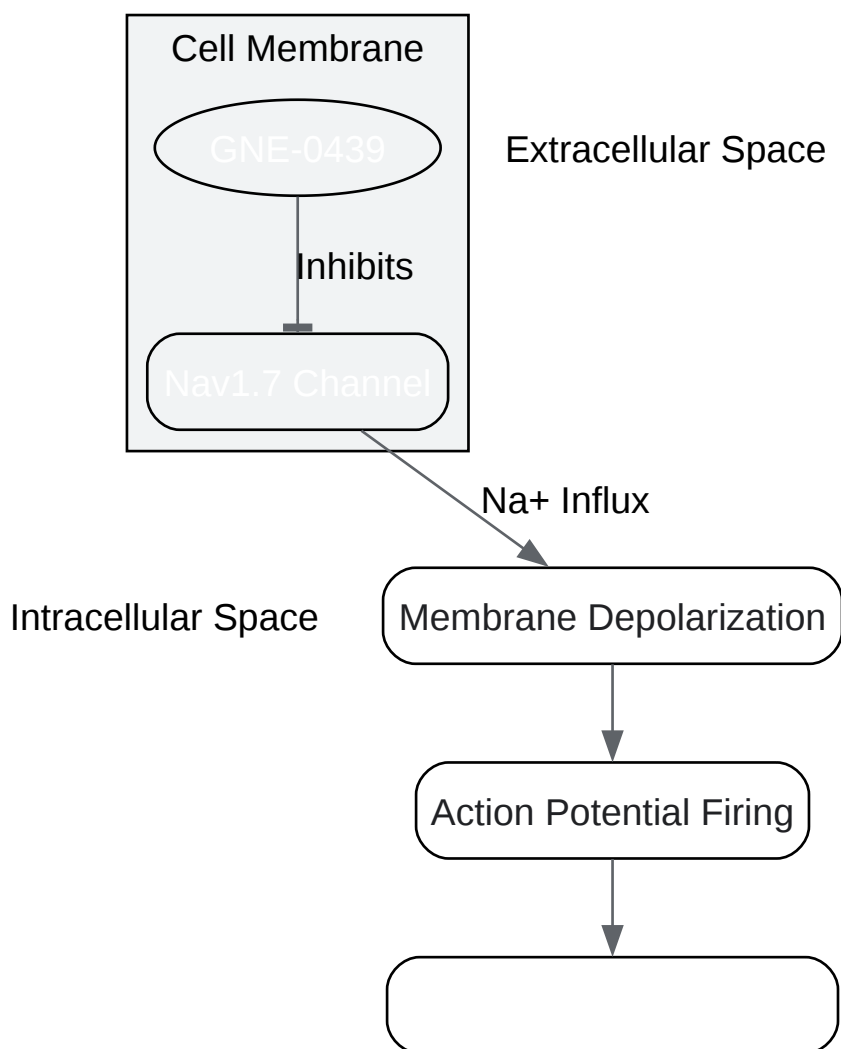 Cell Membrane
GNE-0439
Extracellular Space
Inhibits
Nav1.7 Channel
Na+ Influx
Intracellular Space
Membrane Depolarization
Action Potential Firing